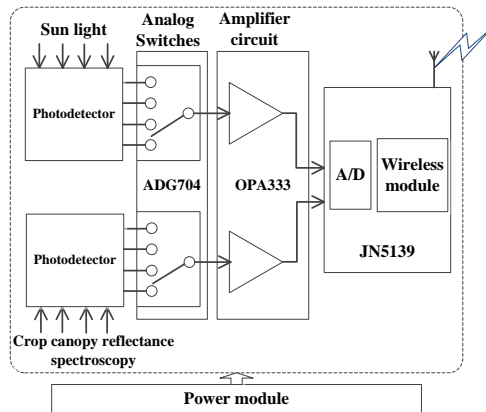 Sun light
Analog
Switches
Amplifier
circuit
Photodetector
ADG704
OPA333
A/D
Wireless
module
JN5139
Photodetector
Crop canopy reflectance
spectroscopy
Power module